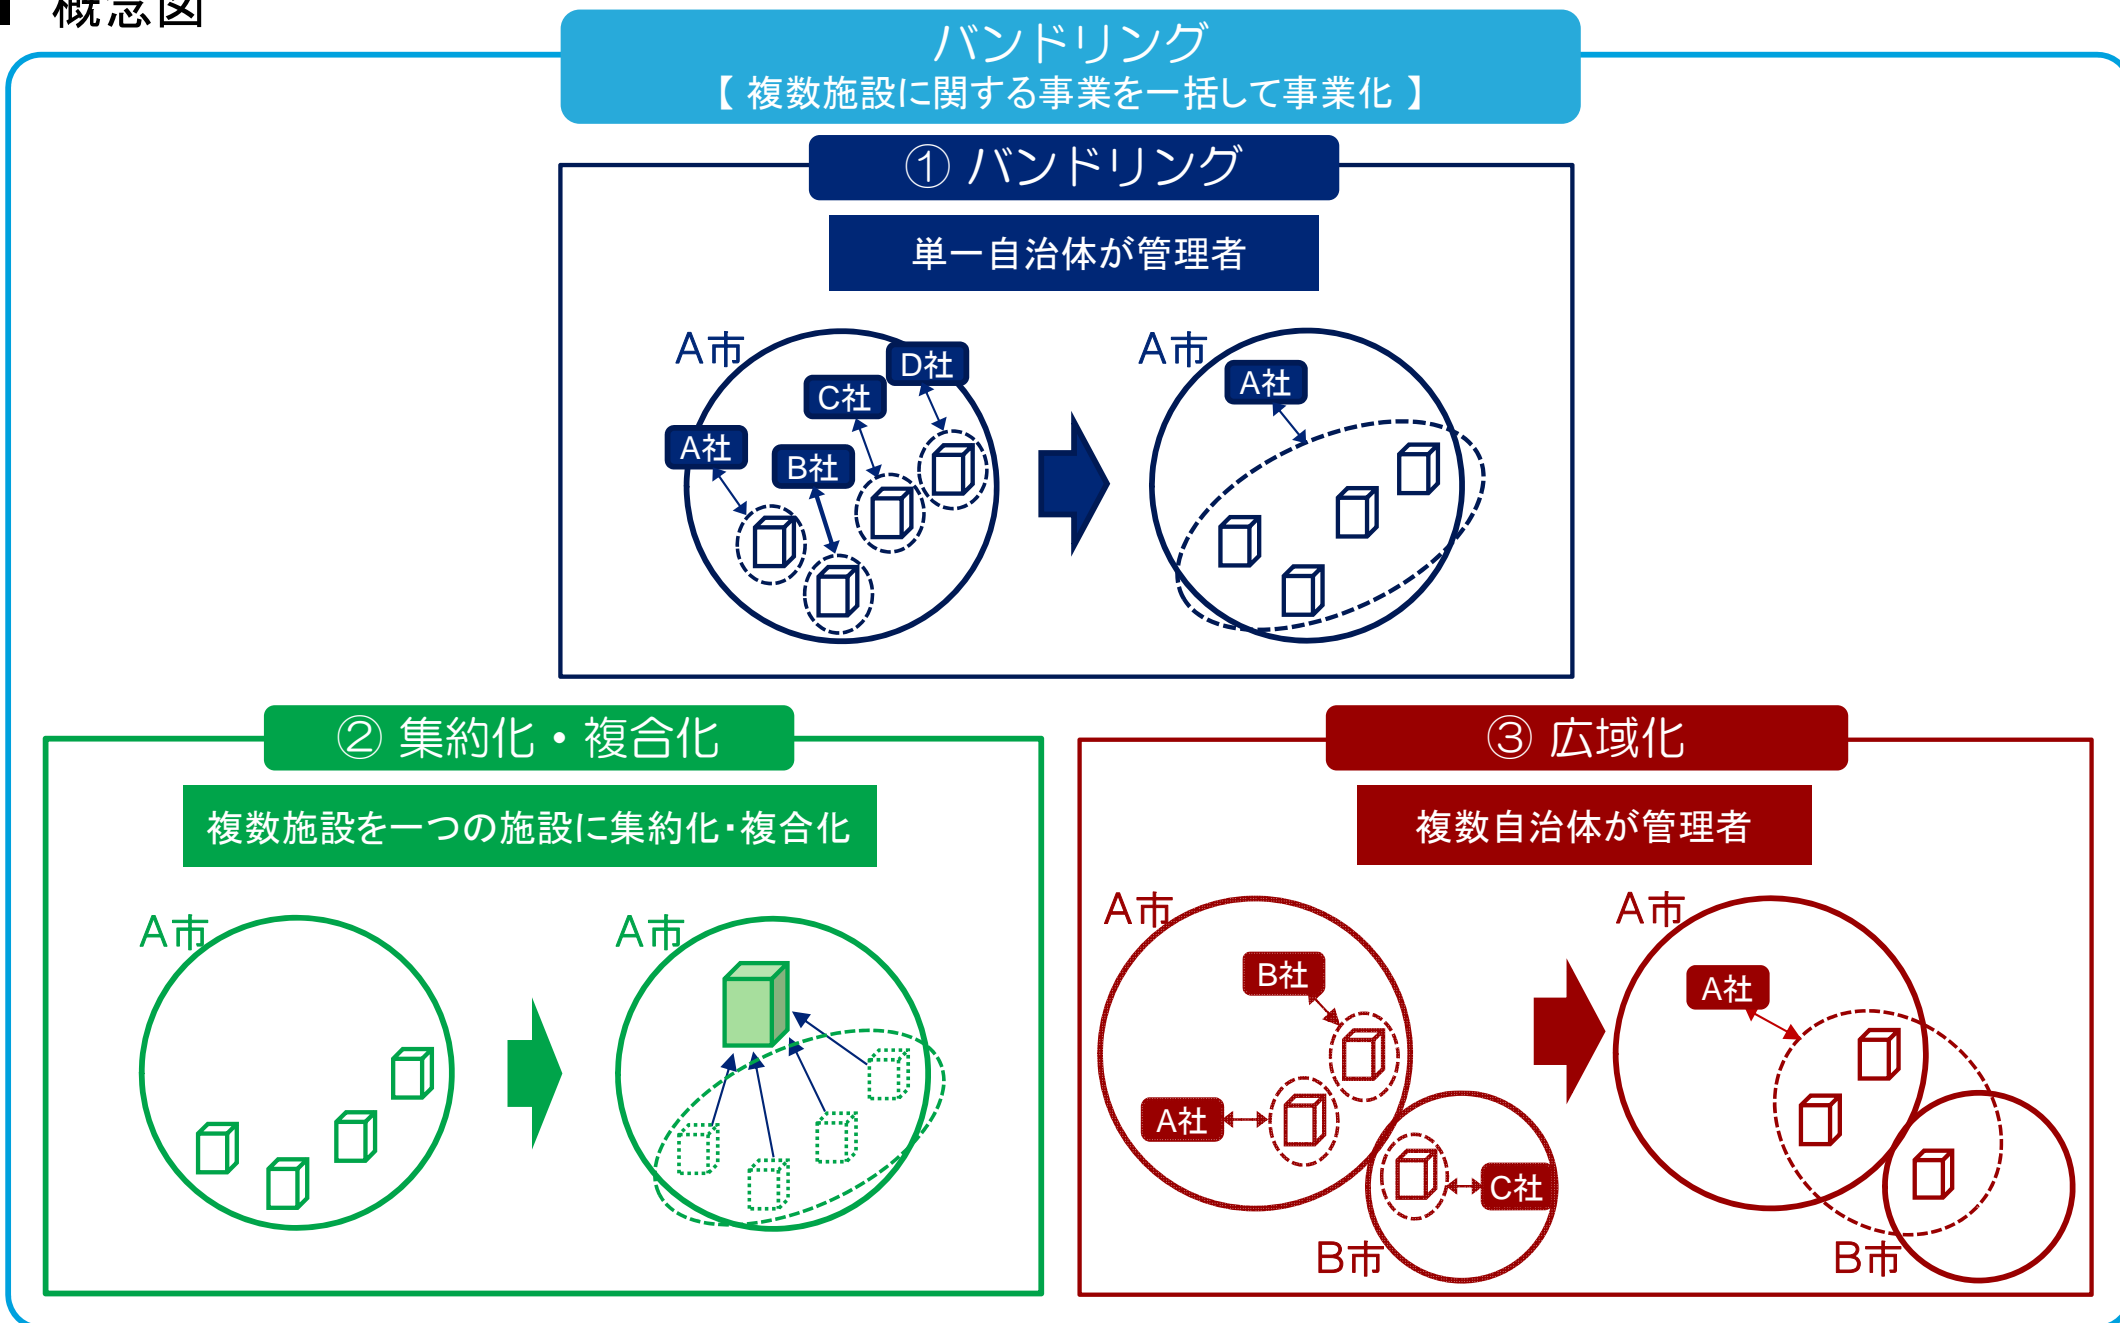 概念図
バンドリング
【 複数施設に関する事業を一括して事業化 】
① バンドリング
単一自治体が管理者
A市
D社
C社
A社
B社
A市
A社
② 集約化・複合化
複数施設を一つの施設に集約化・複合化
A市
A市
③ 広域化
複数自治体が管理者
A市
B社
A社
C社
B市
A市
A社
B市